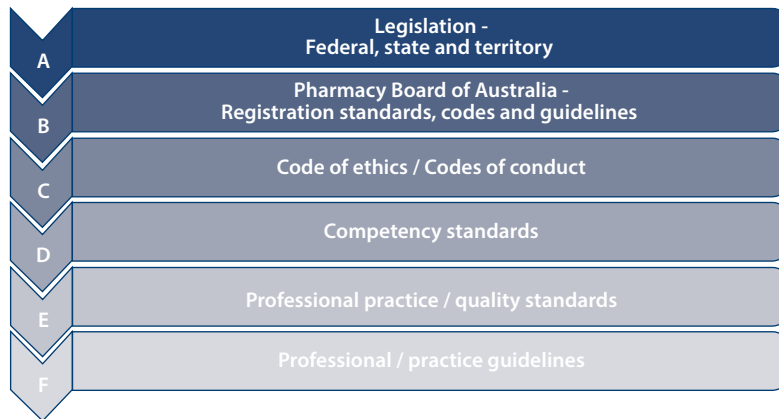 A
Legislation -
Federal, state and territory
B
Pharmacy Board of Australia -
Registration standards, codes and guidelines
C
Code of ethics / Codes of conduct
D
Competency standards
E
Professional practice / quality standards
F
Professional / practice guidelines